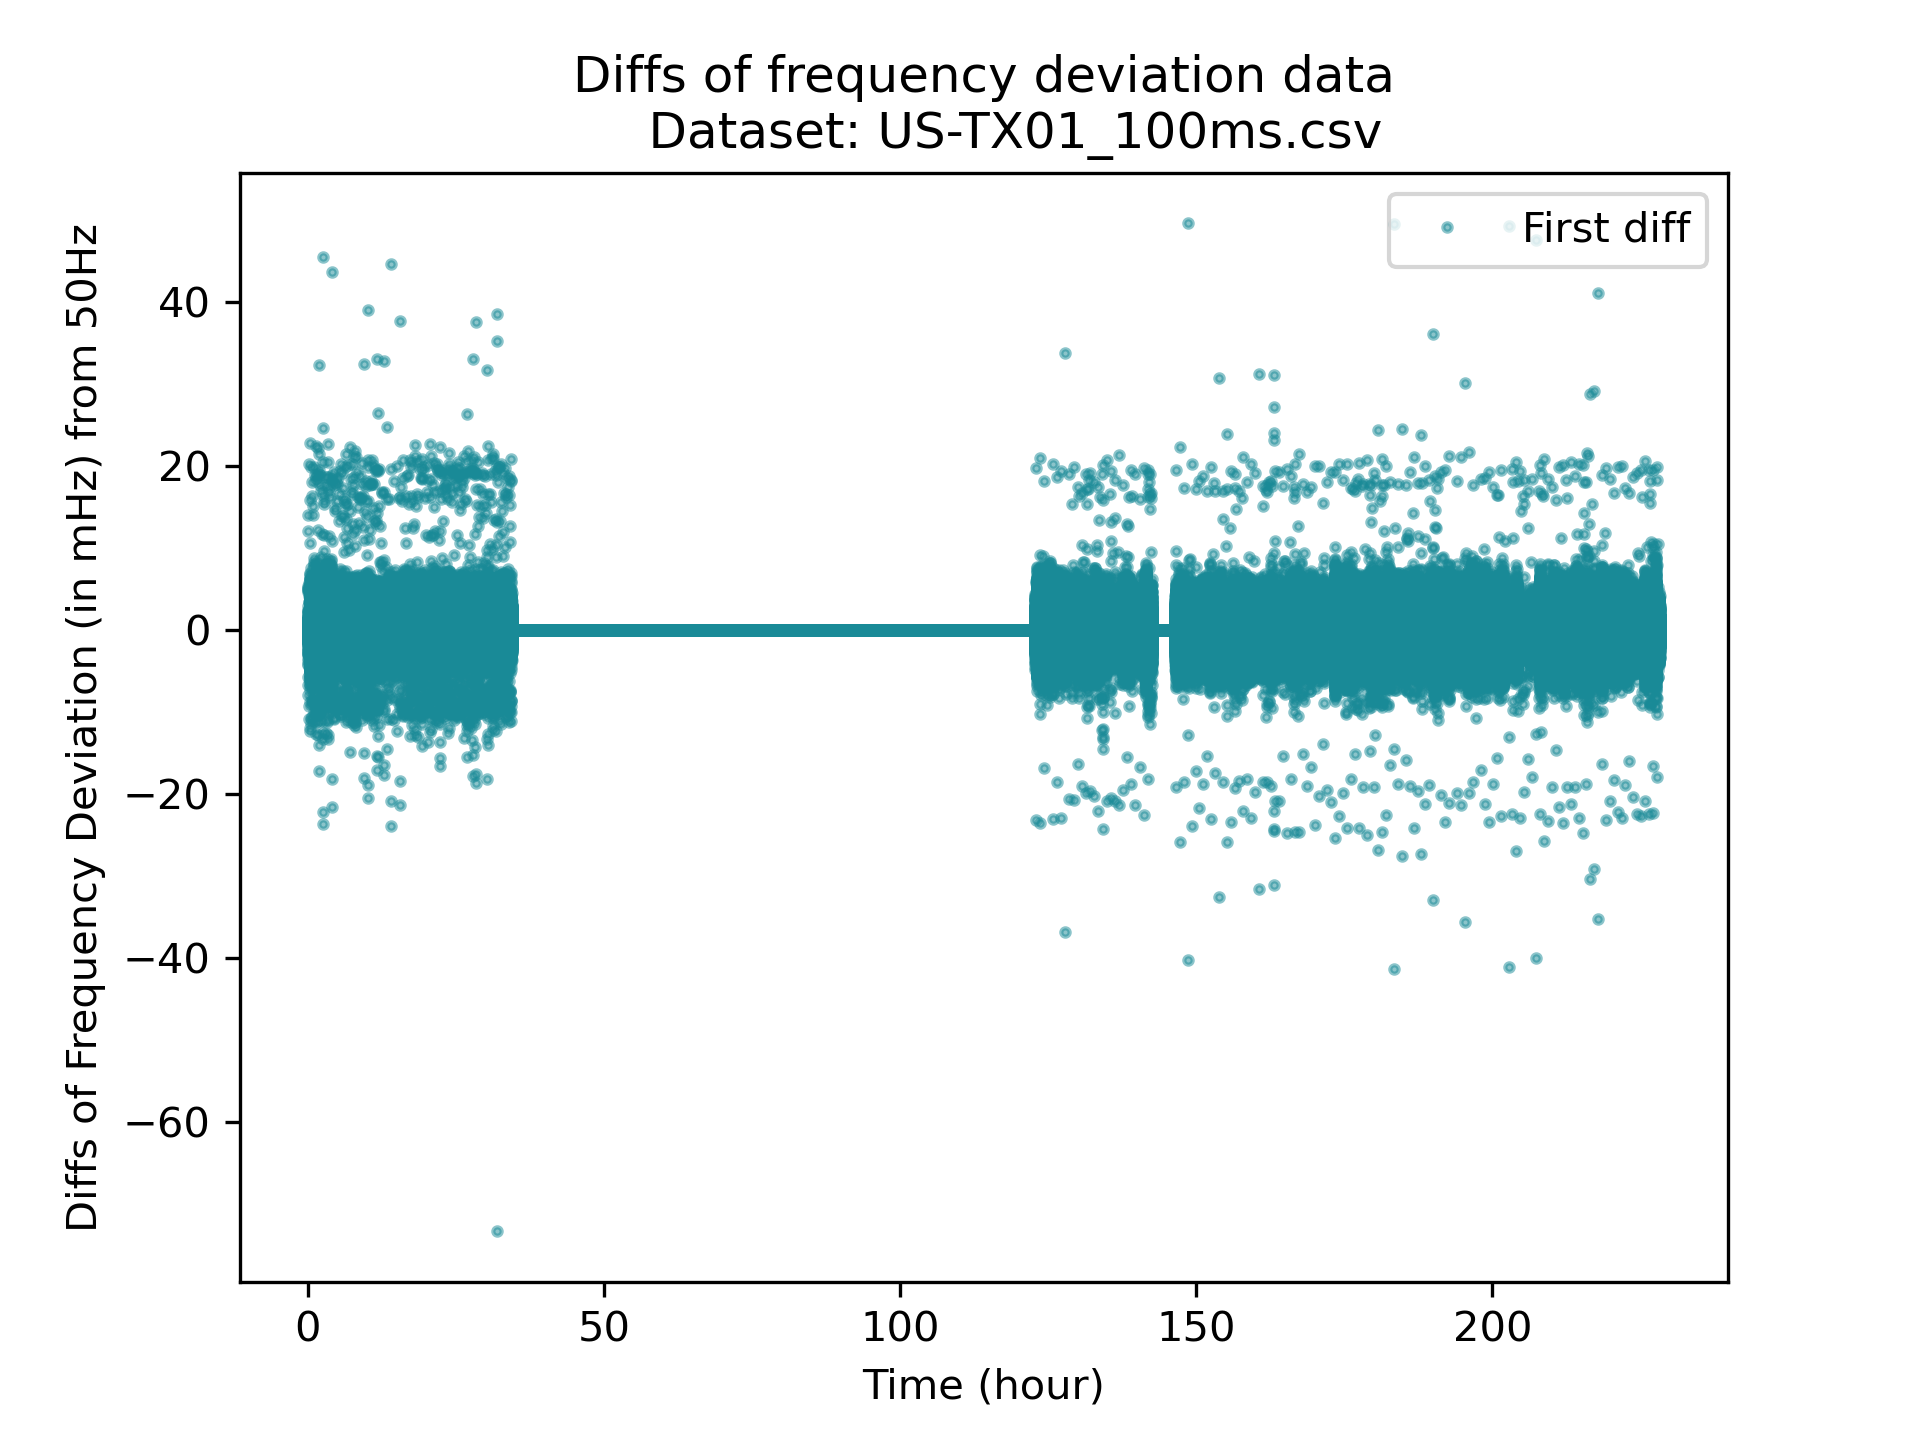 Diffs of frequency deviation data
Dataset: US-TX01_100ms.csv
First diff
Diffs of Frequency Deviation (in mHz) from 50Hz
40
20
0
−20
−40
−60
0
50
100
150
200
Time (hour)